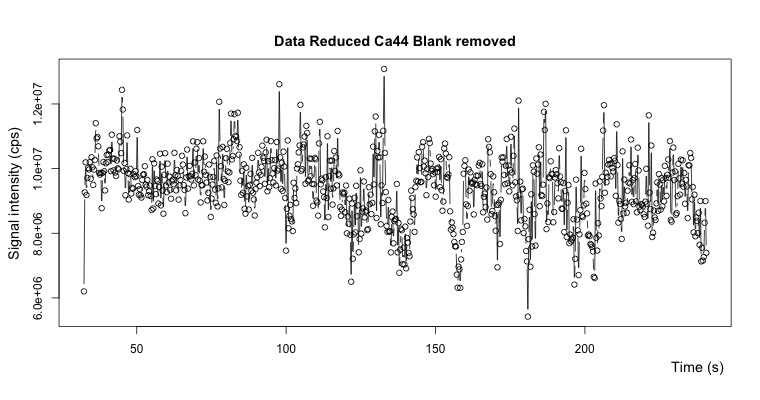 Data Reduced Ca44 Blank removed
Signal intensity (cps)
1.2e+07
1.0e+07
8.0e+06
6.0e+06
50
100
150
200
Time (s)